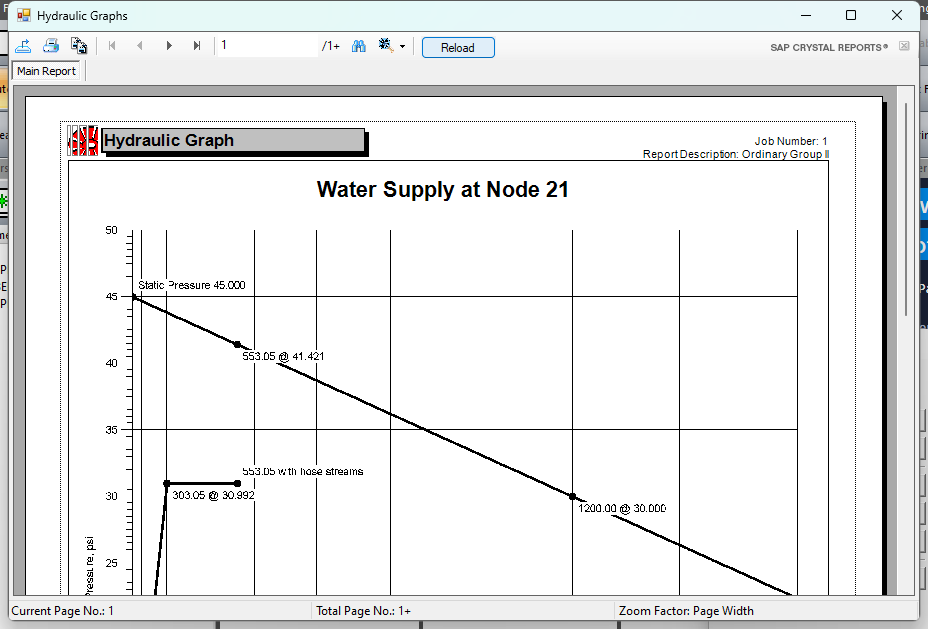 Hydraulic Graphs
1 /1+ Reload SAP CRYSTAL REPORTS®
Main Report
Hydraulic Graph
Job Number: 1
Report Description: Ordinary Group II
Water Supply at Node 21
50
Static Pressure 45.000
45
553.05 @ 41.421
40
35
553.05 with hose streams
303.05 @ 30.992
30
1200.00 @ 30.000
25
Pressure, psi
Current Page No.: 1 Total Page No.: 1+ Zoom Factor: Page Width